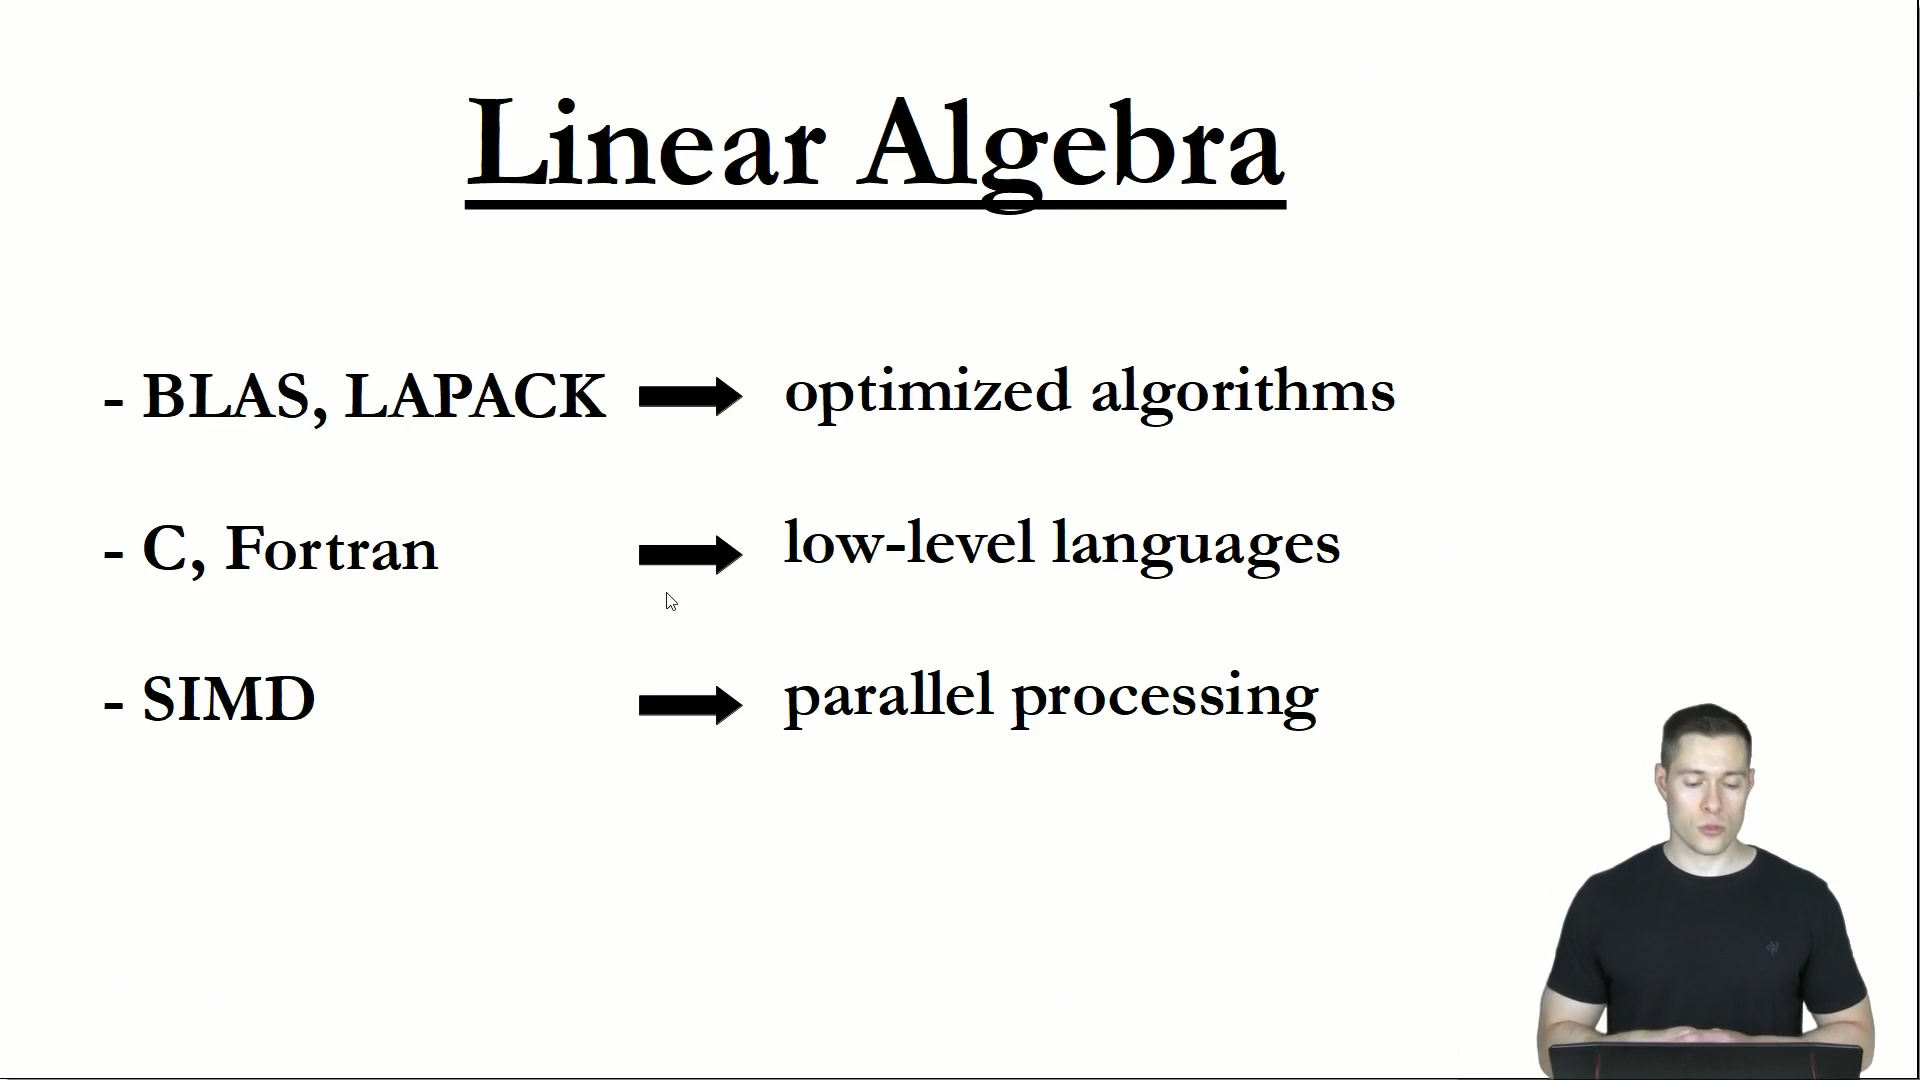 Linear Algebra
- BLAS, LAPACK ➡ optimized algorithms
- C, Fortran ➡ low-level languages
- SIMD ➡ parallel processing